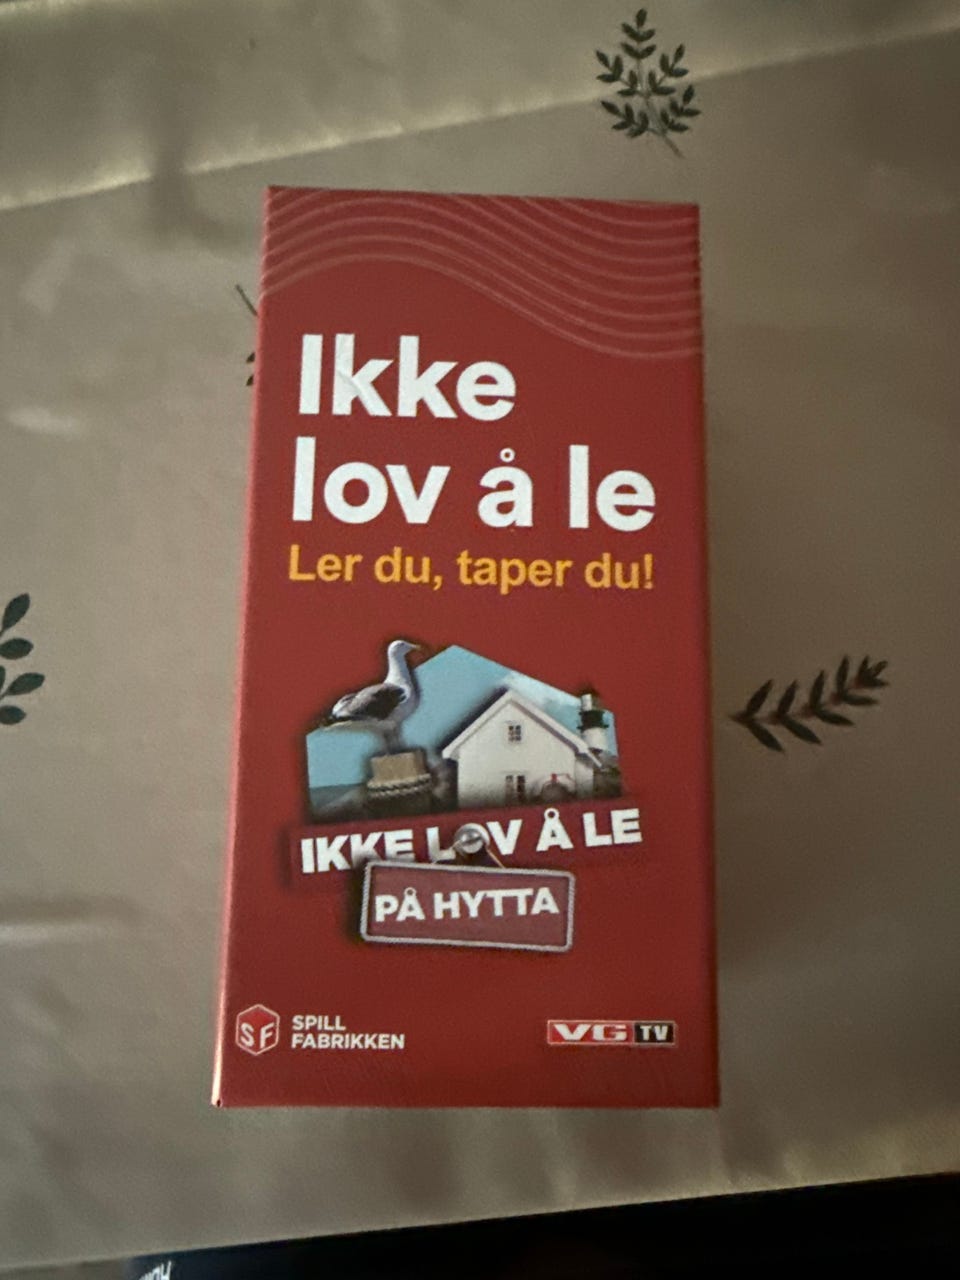 Ikke
lov å le
Ler du, taper du!
IKKE LOV Å LE
PÅ HYTTA
SF
SPILL
FABRIKKEN
VG TV